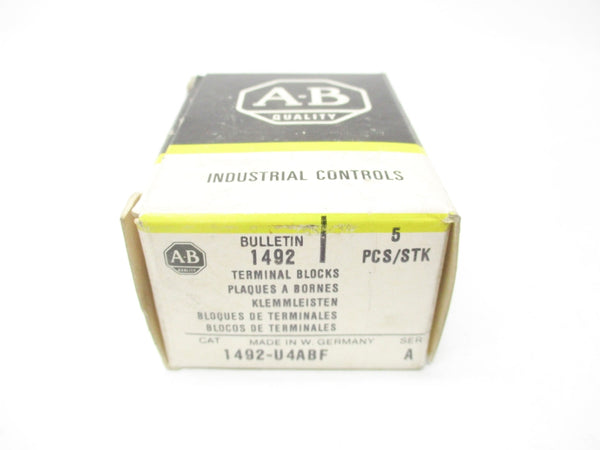 A-B
QUALITY
INDUSTRIAL CONTROLS
A-B
QUALITY
BULLETIN
1492
5
PCS/STK
TERMINAL BLOCKS
PLAQUES A BORNES
KLEMMLEISTEN
BLOQUES DE TERMINALES
BLOCOS DE TERMINALES
CAT MADE IN W. GERMANY SER
1492-U4ABF A